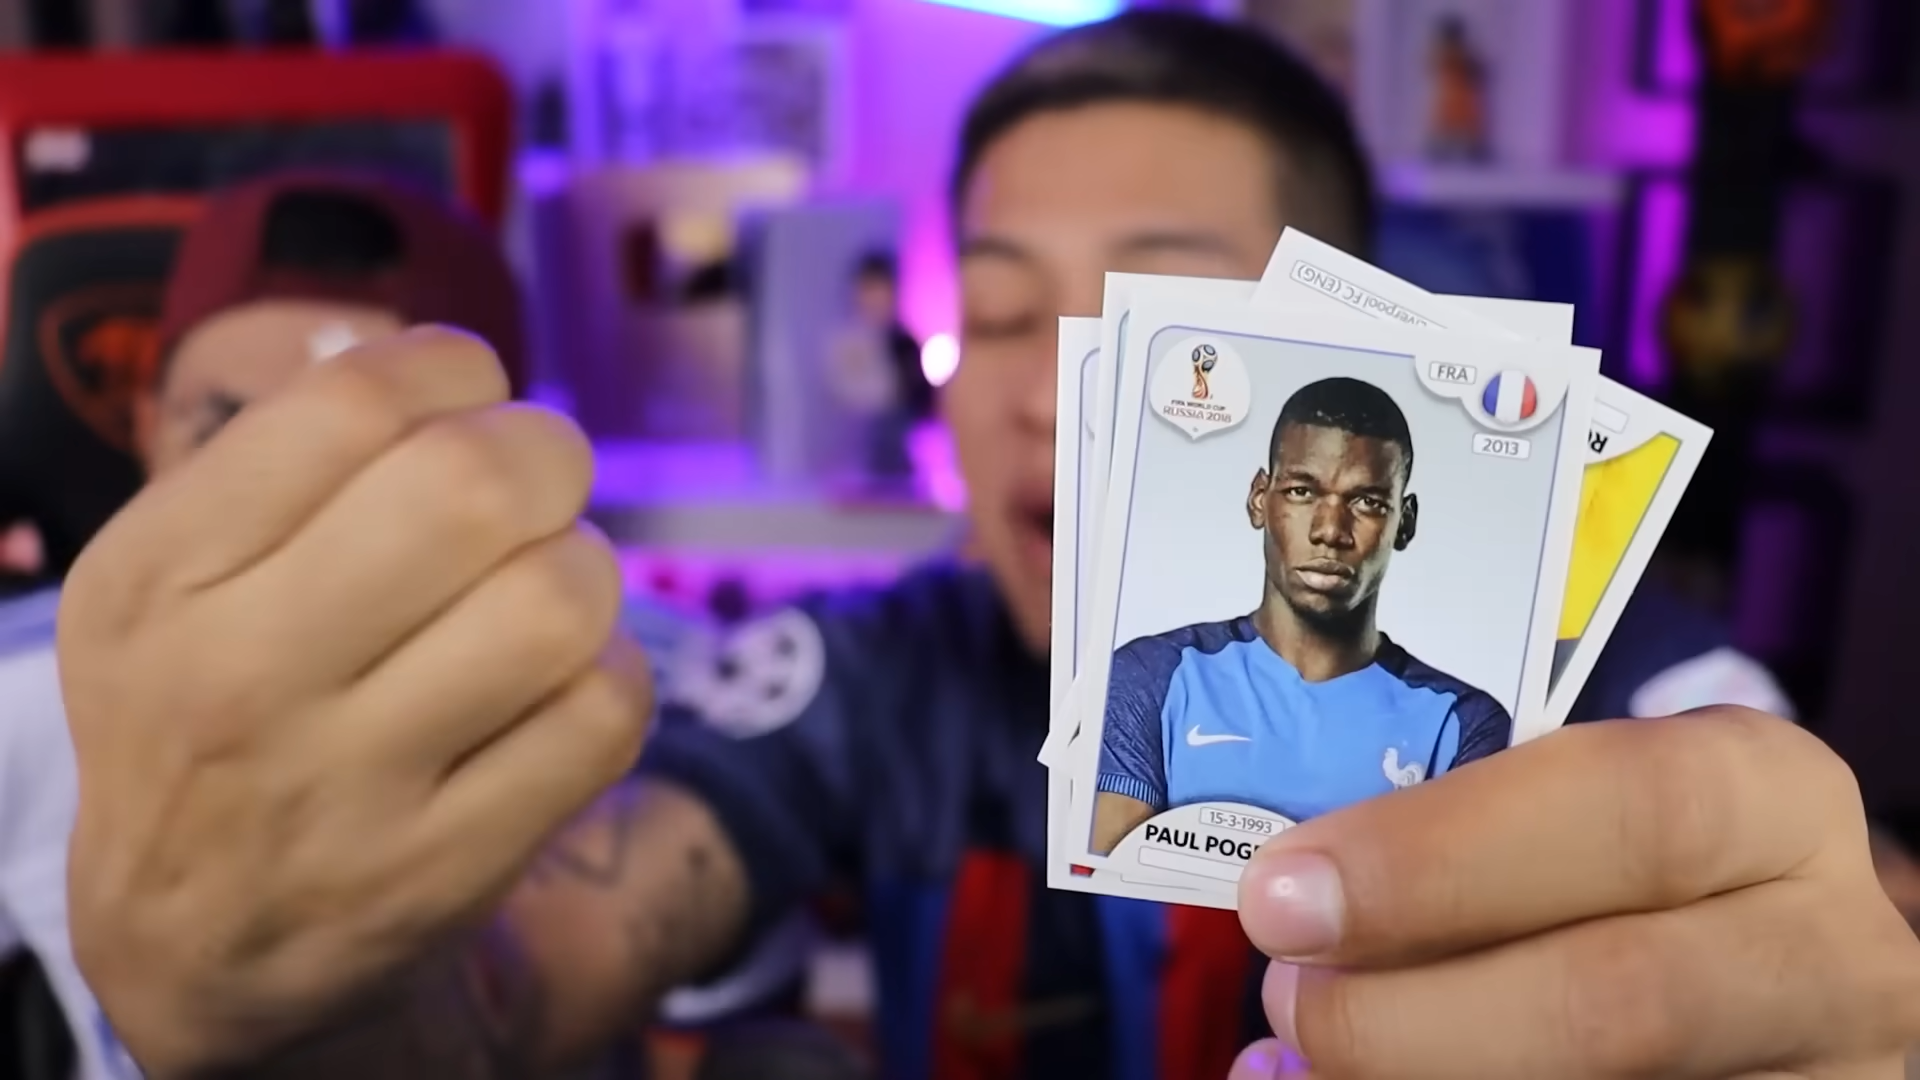 Liverpool FC (ENG)
FIFA WORLD CUP
RUSSIA 2018
FRA
2013
15-3-1993
PAUL POG